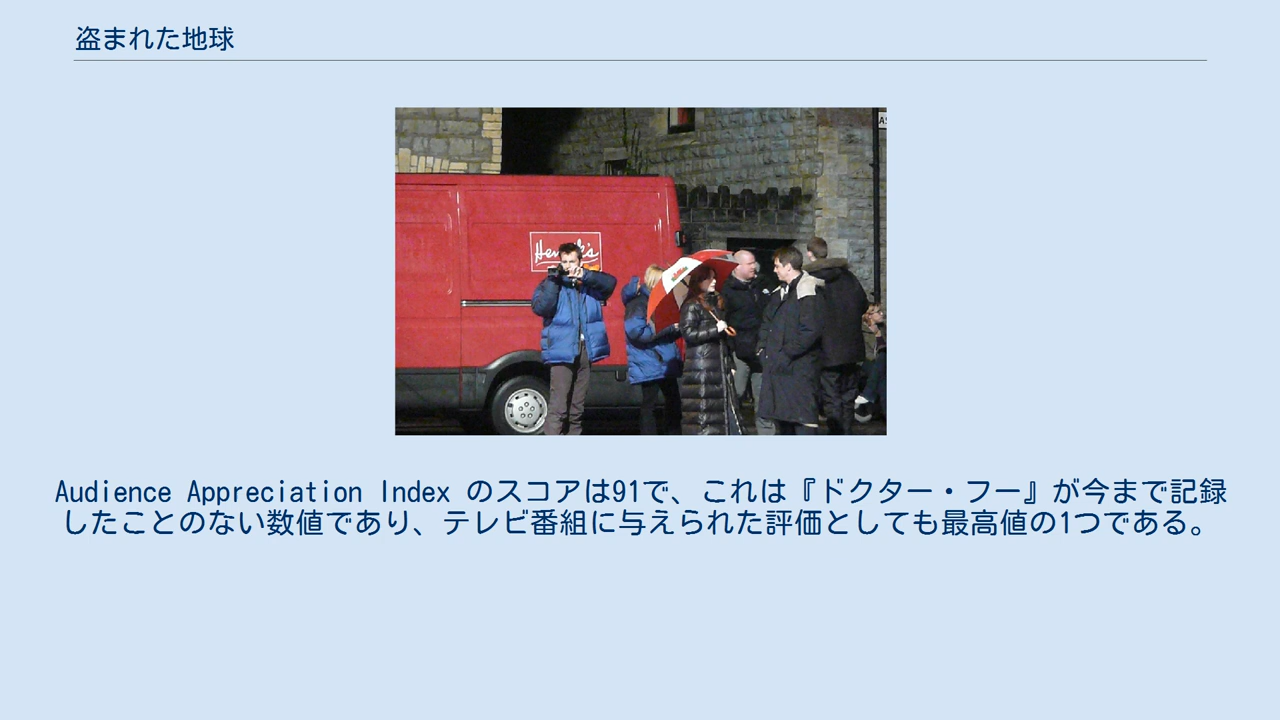 盗まれた地球
Henrik's
Audience Appreciation Index のスコアは91で、これは『ドクター・フー』が今まで記録
したことのない数値であり、テレビ番組に与えられた評価としても最高値の1つである。